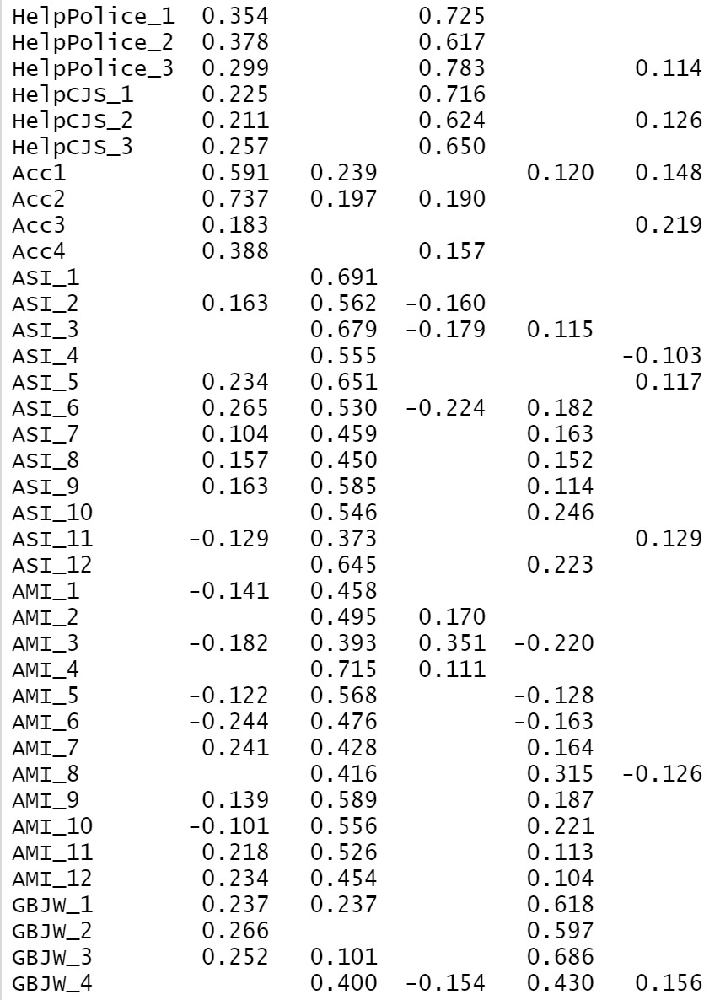 HelpPolice_1 0.354 0.725
HelpPolice_2 0.378 0.617
HelpPolice_3 0.299 0.783 0.114
HelpCJS_1 0.225 0.716
HelpCJS_2 0.211 0.624 0.126
HelpCJS_3 0.257 0.650
Acc1 0.591 0.239 0.120 0.148
Acc2 0.737 0.197 0.190
Acc3 0.183 0.219
Acc4 0.388 0.157
ASI_1 0.691
ASI_2 0.163 0.562 -0.160
ASI_3 0.679 -0.179 0.115
ASI_4 0.555 -0.103
ASI_5 0.234 0.651 0.117
ASI_6 0.265 0.530 -0.224 0.182
ASI_7 0.104 0.459 0.163
ASI_8 0.157 0.450 0.152
ASI_9 0.163 0.585 0.114
ASI_10 0.546 0.246
ASI_11 -0.129 0.373 0.129
ASI_12 0.645 0.223
AMI_1 -0.141 0.458
AMI_2 0.495 0.170
AMI_3 -0.182 0.393 0.351 -0.220
AMI_4 0.715 0.111
AMI_5 -0.122 0.568 -0.128
AMI_6 -0.244 0.476 -0.163
AMI_7 0.241 0.428 0.164
AMI_8 0.416 0.315 -0.126
AMI_9 0.139 0.589 0.187
AMI_10 -0.101 0.556 0.221
AMI_11 0.218 0.526 0.113
AMI_12 0.234 0.454 0.104
GBJW_1 0.237 0.237 0.618
GBJW_2 0.266 0.597
GBJW_3 0.252 0.101 0.686
GBJW_4 0.400 -0.154 0.430 0.156